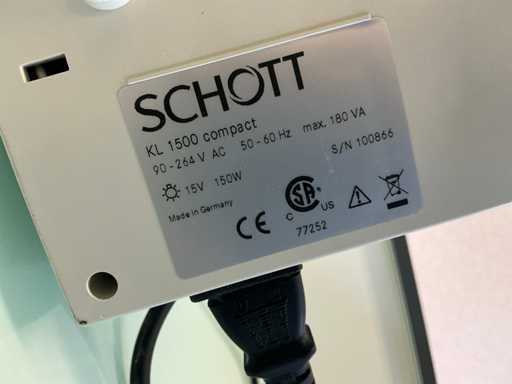 SCHOTT
KL 1500 compact
90-264 V AC 50-60 Hz max. 180 VA
15V 150W S/N 100866
Made in Germany
CE C SA US
77252